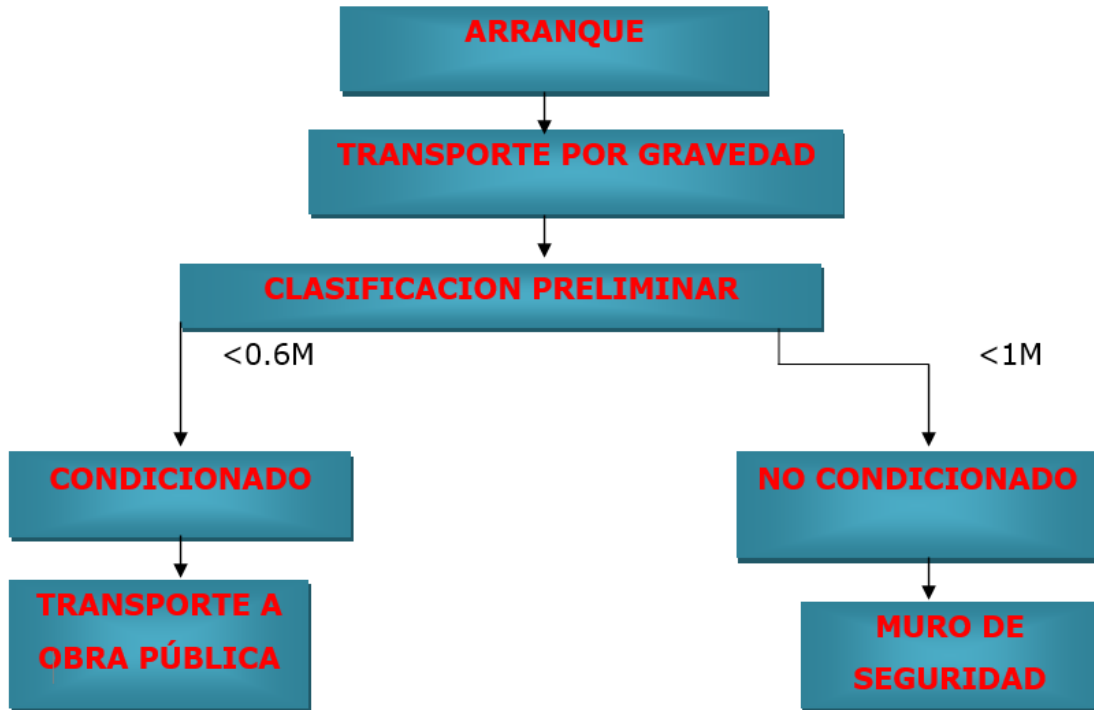 ARRANQUE
TRANSPORTE POR GRAVEDAD
CLASIFICACION PRELIMINAR
<0.6M
<1M
CONDICIONADO
NO CONDICIONADO
TRANSPORTE A
OBRA PÚBLICA
MURO DE
SEGURIDAD